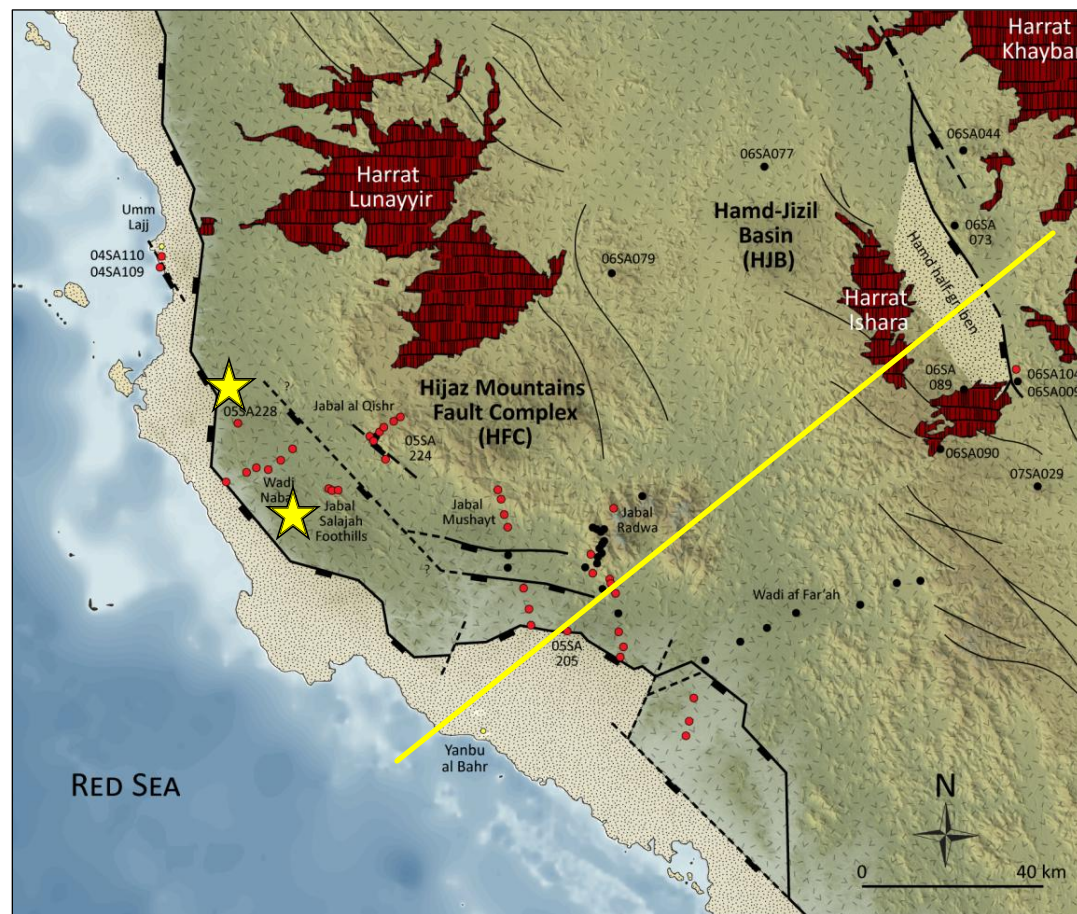 Harrat
Khaybar
06SA044
06SA077
Harrat
Lunayyir
Umm
Lajj
04SA110
04SA109
Hamd-Jizil
Basin
(HJB)
06SA
073
06SA079
Hamd half-graben
Harrat
Ishara
05SA228
Jabal al Qishr
Hijaz Mountains
Fault Complex
(HFC)
05SA
224
06SA
089
06SA104
06SA009
06SA090
07SA029
?
Wadi
Jabal
Salajah
Foothills
Jabal
Mushayt
Jabal
Radwa
?
Wadi af Far'ah
05SA
205
Yanbu
al Bahr
RED SEA
N
0
40 km